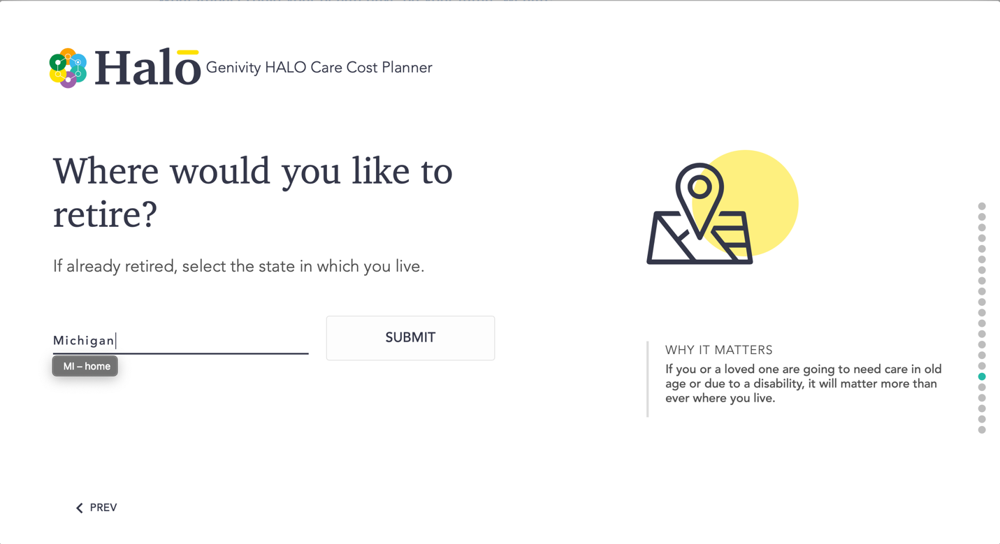 Halō Genivity HALO Care Cost Planner
Where would you like to
retire?
If already retired, select the state in which you live.
Michigan
SUBMIT
MI – home
WHY IT MATTERS
If you or a loved one are going to need care in old
age or due to a disability, it will matter more than
ever where you live.
PREV